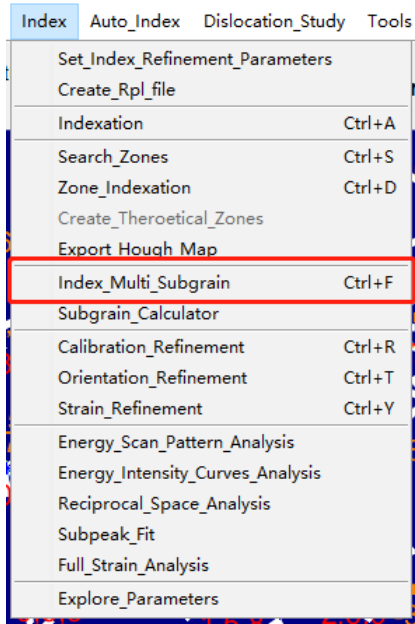 Index Auto_Index Dislocation_Study Tools
Set_Index_Refinement_Parameters
Create_Rpl_file
Indexation Ctrl+A
Search_Zones Ctrl+S
Zone_Indexation Ctrl+D
Create_Theroetical_Zones
Export_Hough_Map
Index_Multi_Subgrain Ctrl+F
Subgrain_Calculator
Calibration_Refinement Ctrl+R
Orientation_Refinement Ctrl+T
Strain_Refinement Ctrl+Y
Energy_Scan_Pattern_Analysis
Energy_Intensity_Curves_Analysis
Reciprocal_Space_Analysis
Subpeak_Fit
Full_Strain_Analysis
Explore_Parameters